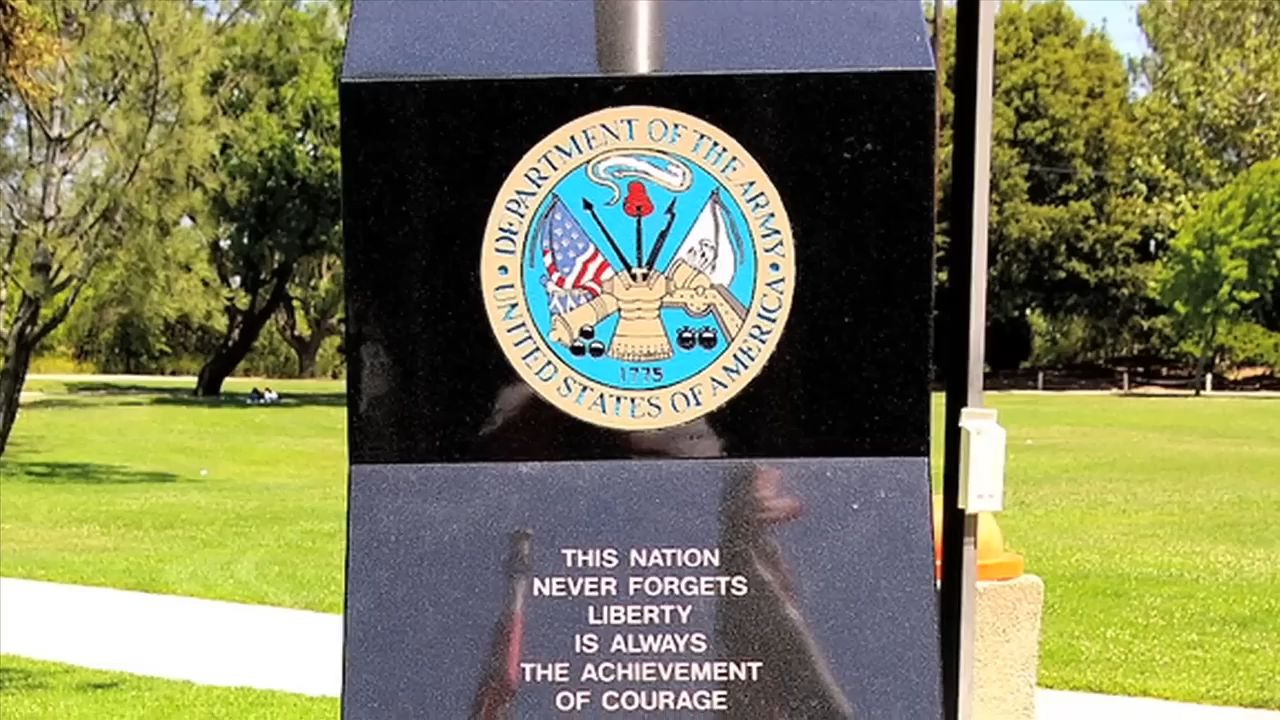 DEPARTMENT OF THE ARMY
UNITED STATES OF AMERICA
1775
THIS NATION
NEVER FORGETS
LIBERTY
IS ALWAYS
THE ACHIEVEMENT
OF COURAGE